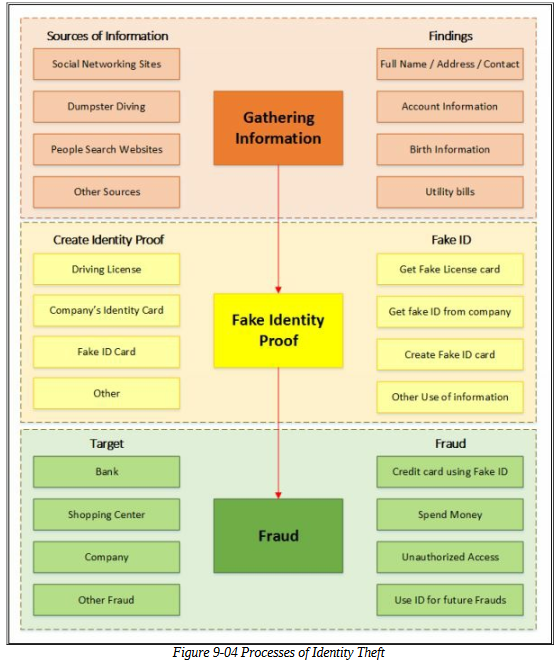 Sources of Information
Findings
Social Networking Sites
Full Name / Address / Contact
Dumpster Diving
Gathering
Information
Account Information
People Search Websites
Birth Information
Other Sources
Utility bills
Create Identity Proof
Fake ID
Driving License
Get Fake License card
Company's Identity Card
Fake Identity
Proof
Get fake ID from company
Fake ID Card
Create Fake ID card
Other
Other Use of information
Target
Fraud
Bank
Credit card using Fake ID
Shopping Center
Fraud
Spend Money
Company
Unauthorized Access
Other Fraud
Use ID for future Frauds
Figure 9-04 Processes of Identity Theft